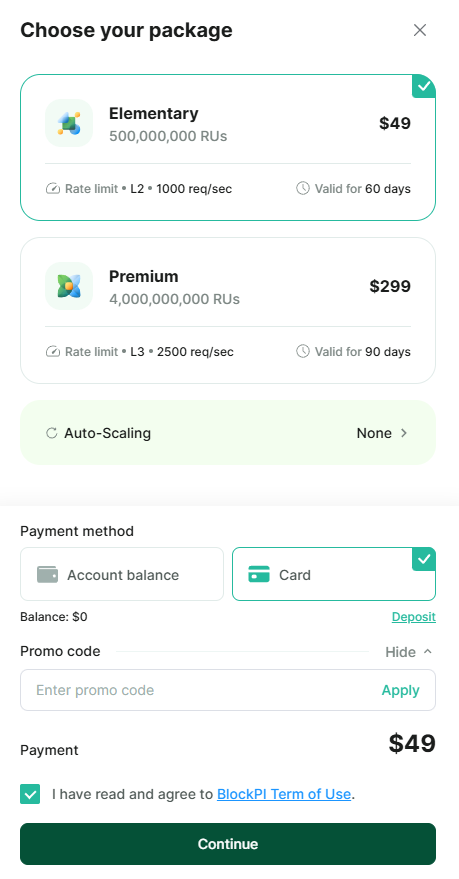 Choose your package
Elementary
500,000,000 RUs
$49
Rate limit • L2 • 1000 req/sec
Valid for 60 days
Premium
4,000,000,000 RUs
$299
Rate limit • L3 • 2500 req/sec
Valid for 90 days
Auto-Scaling
None
Payment method
Account balance
Card
Balance: $0
Deposit
Promo code
Hide
Enter promo code
Apply
Payment
$49
I have read and agree to BlockPI Term of Use.
Continue